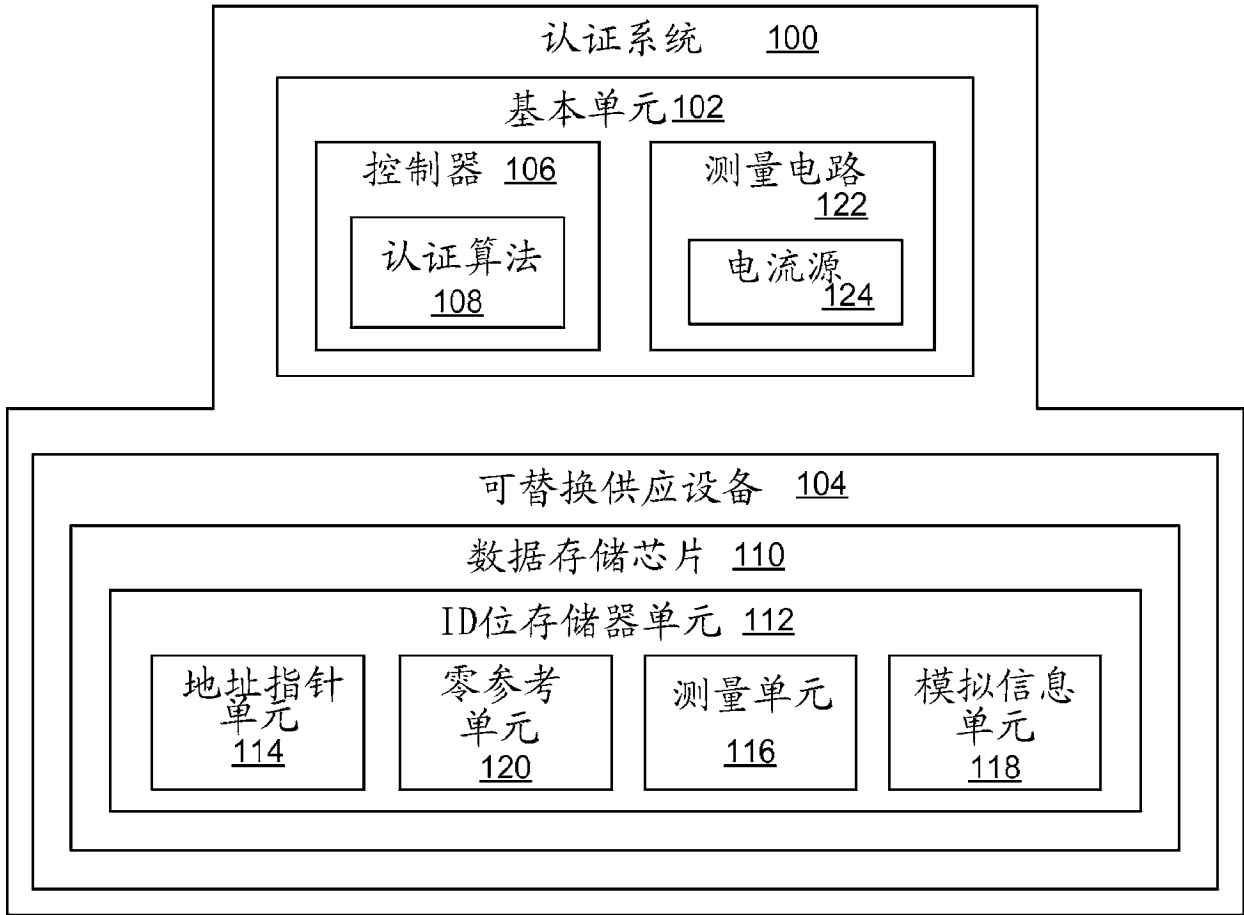 认证系统 100
基本单元102
控制器 106
认证算法
108
测量电路
122
电流源
124
可替换供应设备 104
数据存储芯片 110
ID位存储器单元 112
地址指针
单元
114
零参考
单元
120
测量单元
116
模拟信息
单元
118